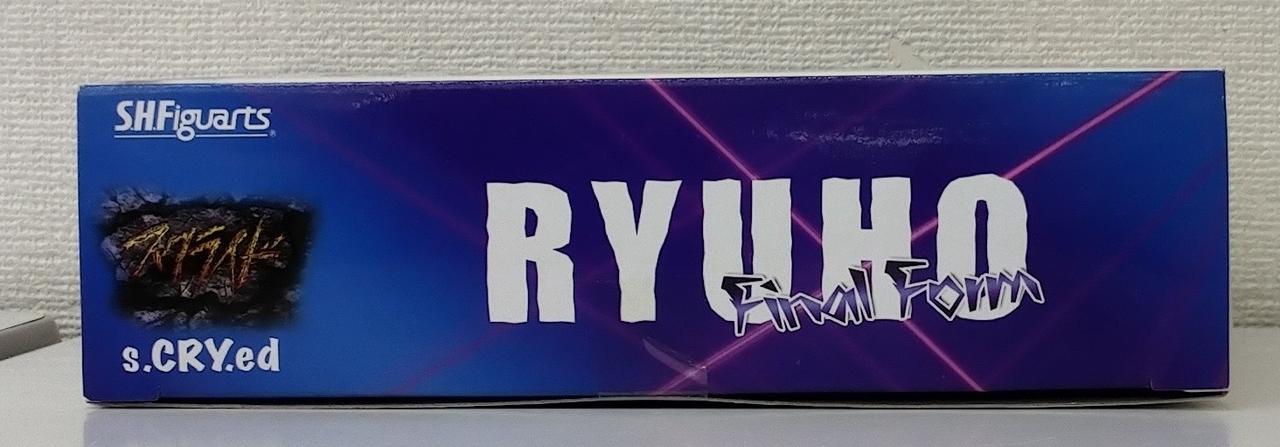 S.H.Figuarts
スクライド
s.CRY.ed
RYUHO
Final Form